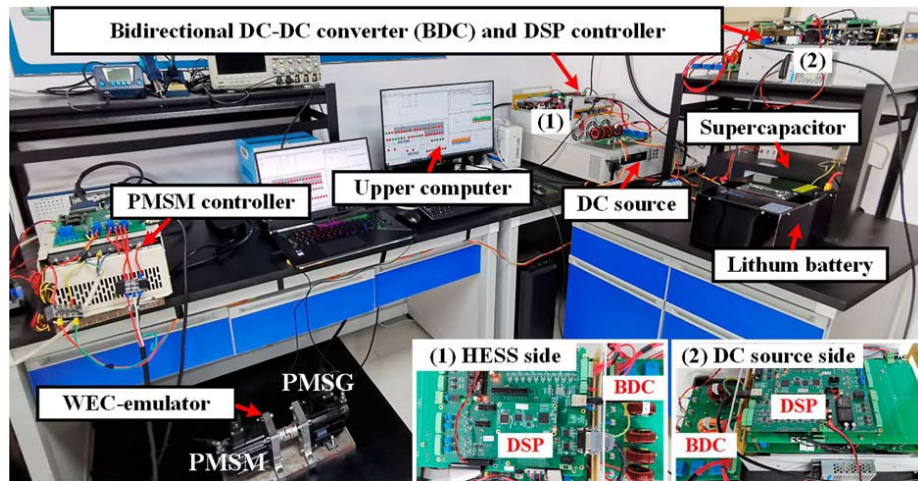 Bidirectional DC-DC converter (BDC) and DSP controller
(2)
(1)
Supercapacitor
Upper computer
DC source
PMSM controller
Lithum battery
(1) HESS side
(2) DC source side
PMSG
BDC
WEC-emulator
DSP
DSP
BDC
PMSM